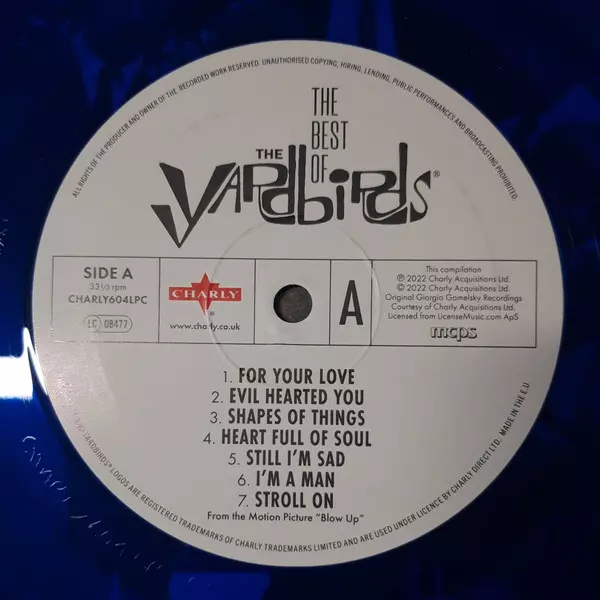 ALL RIGHTS OF THE PRODUCER AND OWNER OF THE RECORDED WORK RESERVED. UNAUTHORISED COPYING, HIRING, LENDING, PUBLIC PERFORMANCES AND BROADCASTING PROHIBITED.
THE
BEST
OF
THE
YARDBIRDS®
SIDE A
33⅓ rpm
CHARLY604LPC
LC 08477
CHARLY
®
www.charly.co.uk
A
This compilation
℗ 2022 Charly Acquisitions Ltd.
© 2022 Charly Acquisitions Ltd.
Original Giorgio Gomelsky Recordings
Courtesy of Charly Acquisitions Ltd.
Licensed from LicenseMusic.com ApS
mcps
1. FOR YOUR LOVE
2. EVIL HEARTED YOU
3. SHAPES OF THINGS
4. HEART FULL OF SOUL
5. STILL I'M SAD
6. I'M A MAN
7. STROLL ON
From the Motion Picture "Blow Up"
YARDBIRDS® LOGOS ARE REGISTERED TRADEMARKS OF CHARLY TRADEMARKS LIMITED AND ARE USED UNDER LICENCE BY CHARLY DIRECT LTD. MADE IN THE E.U